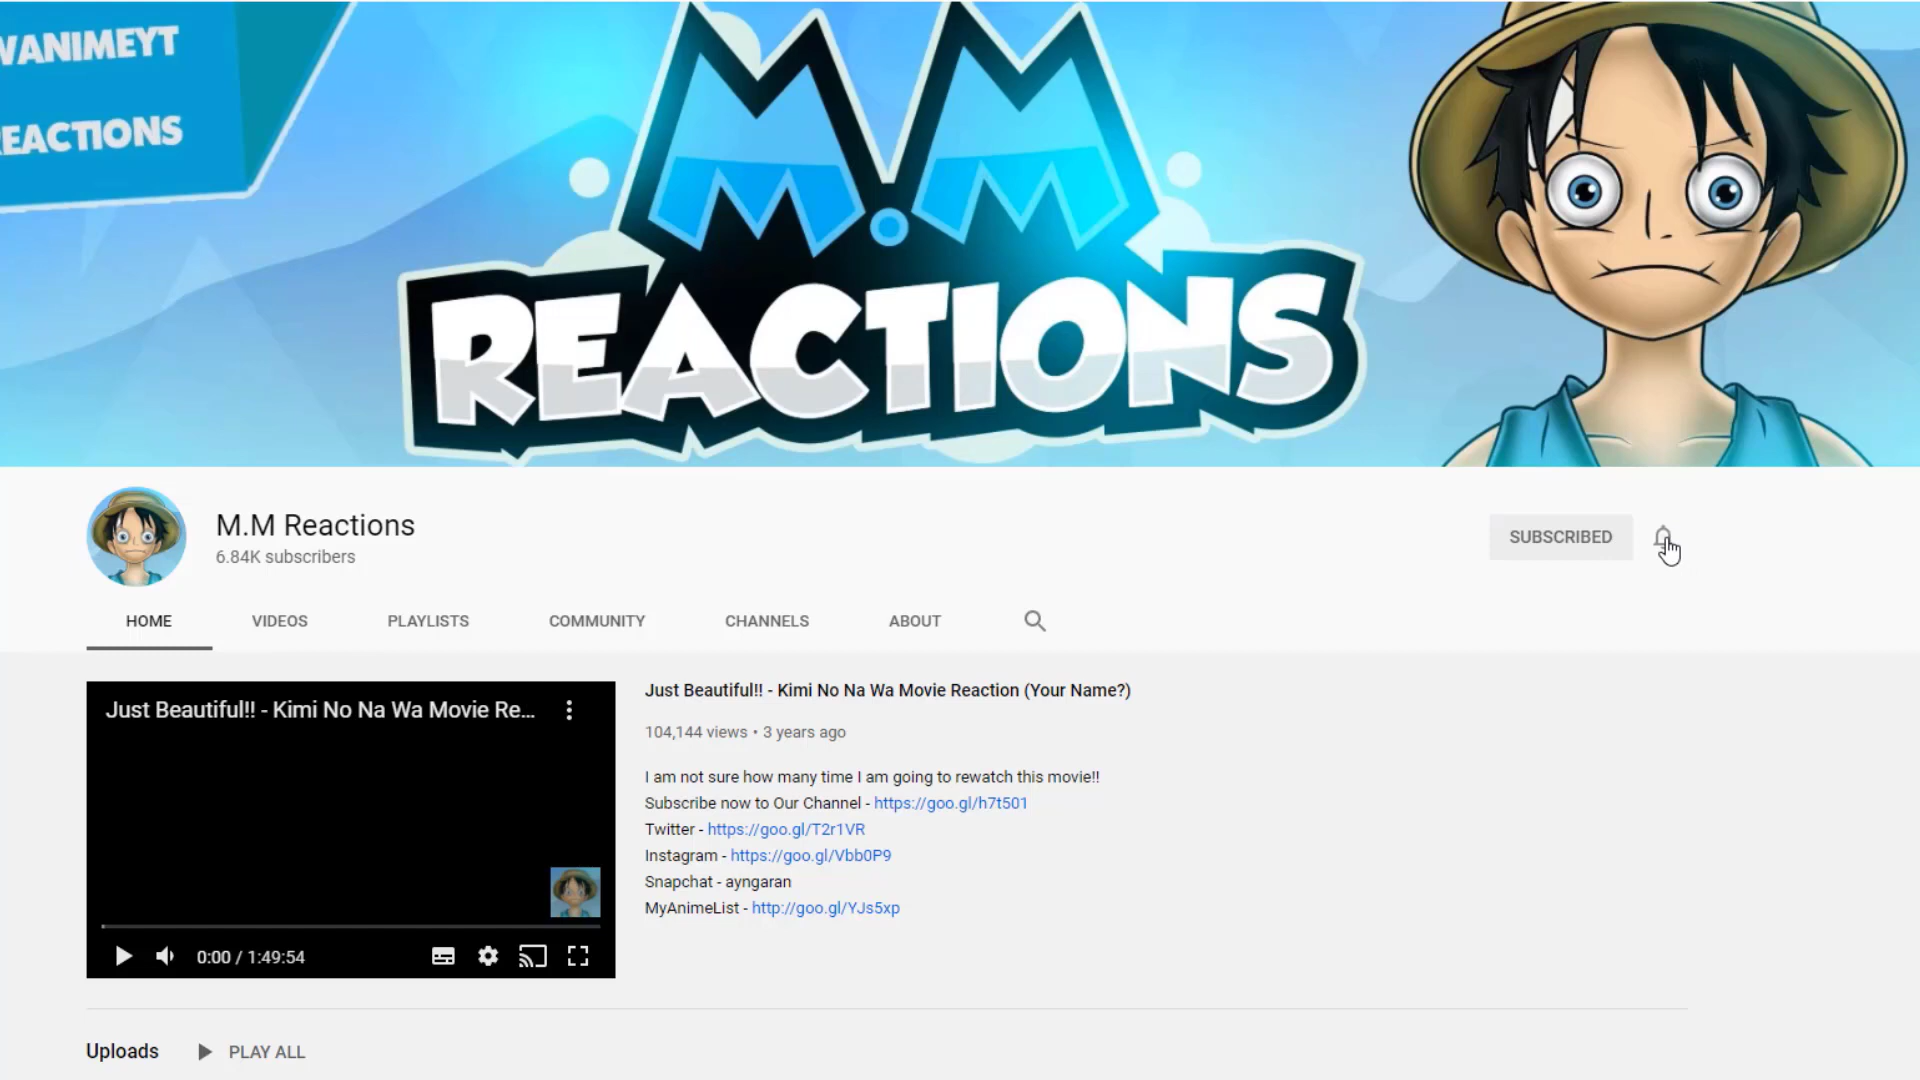 VANIMEYT
REACTIONS
M.M
REACTIONS
M.M Reactions
6.84K subscribers
SUBSCRIBED
HOME VIDEOS PLAYLISTS COMMUNITY CHANNELS ABOUT
Just Beautiful!! - Kimi No Na Wa Movie Re...
0:00 / 1:49:54
Just Beautiful!! - Kimi No Na Wa Movie Reaction (Your Name?)
104,144 views • 3 years ago
I am not sure how many time I am going to rewatch this movie!!
Subscribe now to Our Channel - https://goo.gl/h7t501
Twitter - https://goo.gl/T2r1VR
Instagram - https://goo.gl/Vbb0P9
Snapchat - ayngaran
MyAnimeList - http://goo.gl/YJs5xp
Uploads PLAY ALL